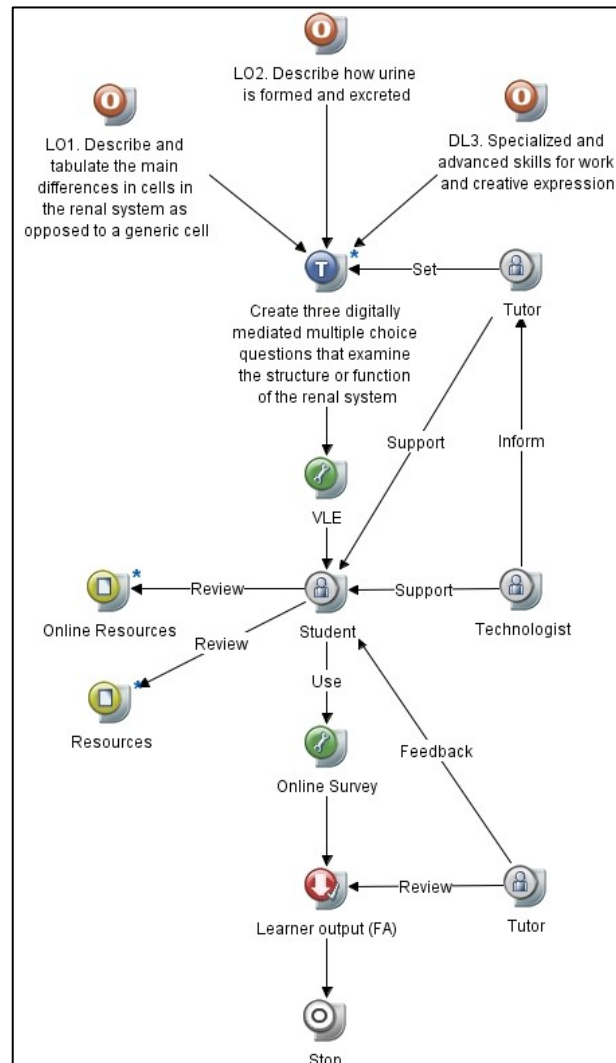 LO2. Describe how urine
is formed and excreted
LO1. Describe and
tabulate the main
differences in cells in
the renal system as
opposed to a generic cell
DL3. Specialized and
advanced skills for work
and creative expression
T
*
Set
Tutor
Create three digitally
mediated multiple choice
questions that examine
the structure or function
of the renal system
Support
Inform
VLE
*
Review
Support
Online Resources
Student
Technologist
Review
*
Resources
Use
Online Survey
Feedback
Review
Learner output (FA)
Tutor
Stop